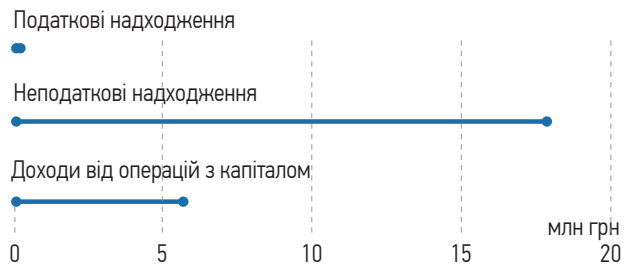 Податкові надходження
Неподаткові надходження
Доходи від операцій з капіталом
млн грн
0 5 10 15 20